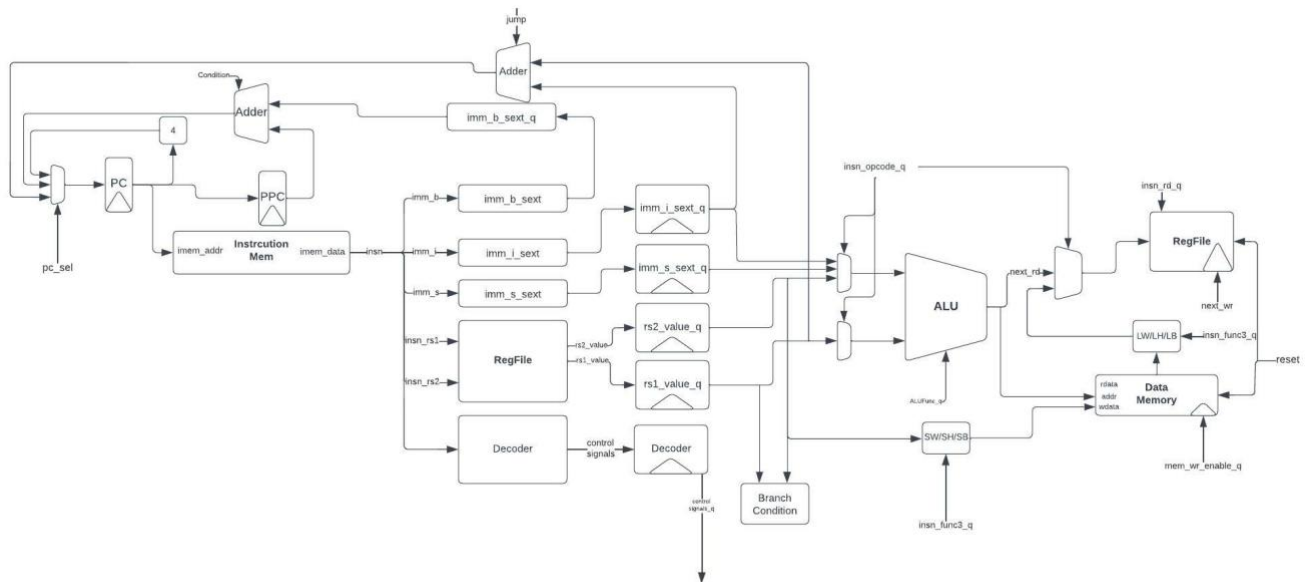 jump
Adder
Condition
Adder
imm_b_sext_q
4
PC
PPC
insn_opcode_q
insn_rd_q
imm_b
imm_b_sext
imm_i_sext_q
RegFile
imem_addr
Instrcution
Mem
imem_data
insn
imm_i
imm_i_sext
pc_sel
imm_s_sext_q
next_rd
imm_s
imm_s_sext
ALU
next_wr
insn_rs1
RegFile
rs2_value
rs2_value_q
LW/LH/LB
insn_func3_q
rs1_value
reset
insn_rs2
rs1_value_q
rdata
addr
wdata
Data
Memory
ALUFunc_q
Decoder
control
signals
Decoder
SW/SH/SB
mem_wr_enable_q
control
signals_q
Branch
Condition
insn_func3_q